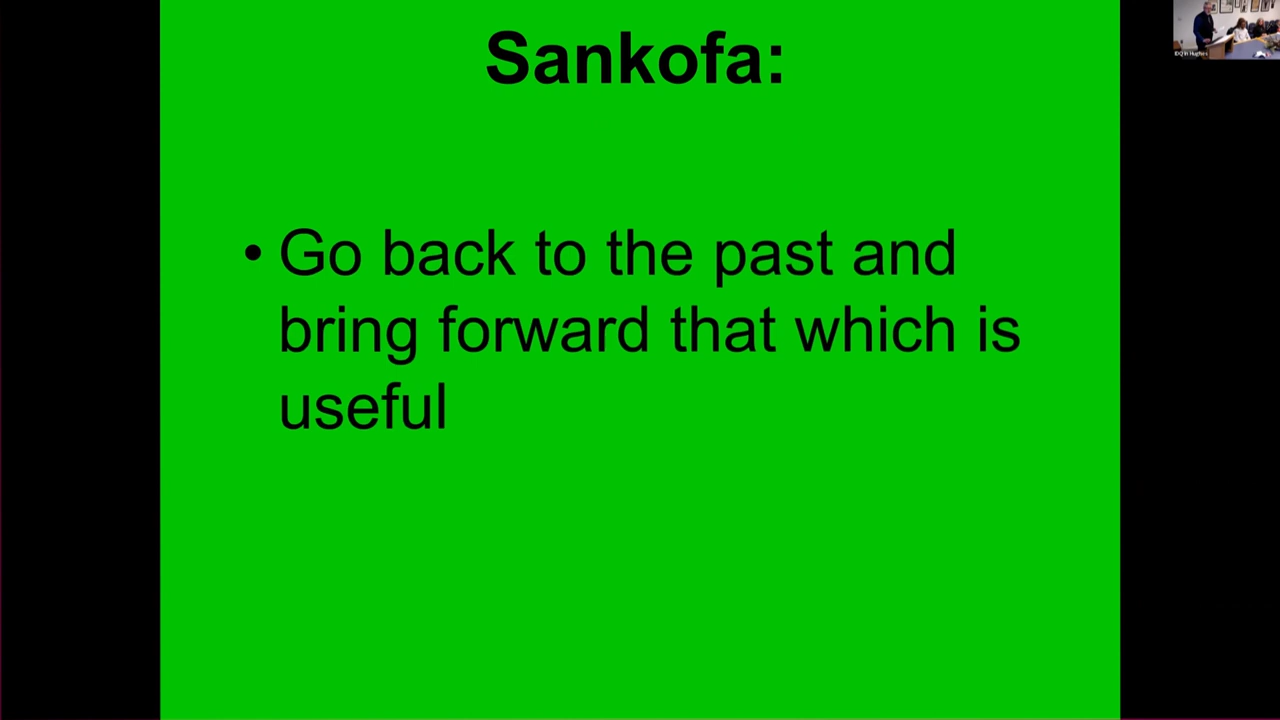 Sankofa:
• Go back to the past and
bring forward that which is
useful